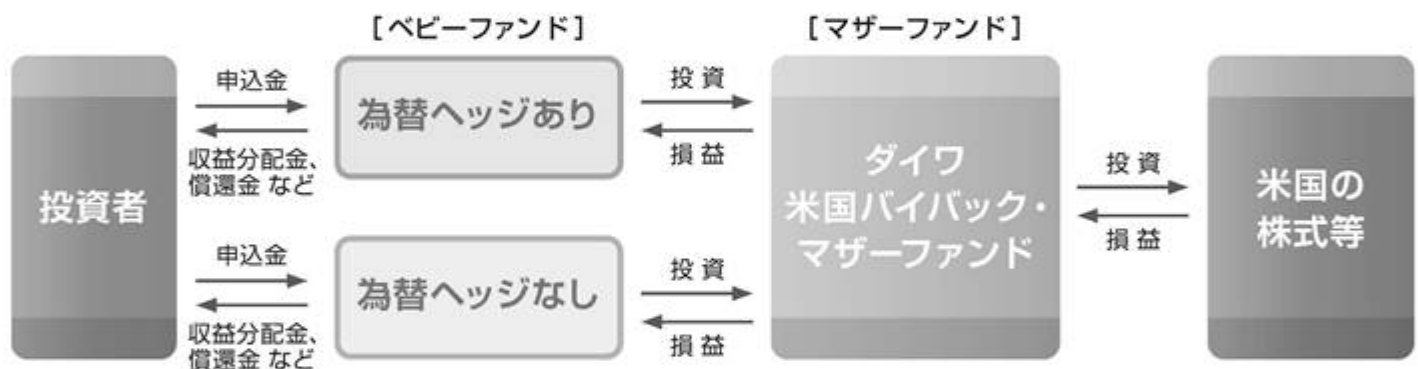 [ベビーファンド]
[マザーファンド]
投資者
申込金
収益分配金、
償還金 など
為替ヘッジあり
投 資
損 益
申込金
収益分配金、
償還金 など
為替ヘッジなし
投 資
損 益
ダイワ
米国バイバック・
マザーファンド
投 資
損 益
米国の
株式等